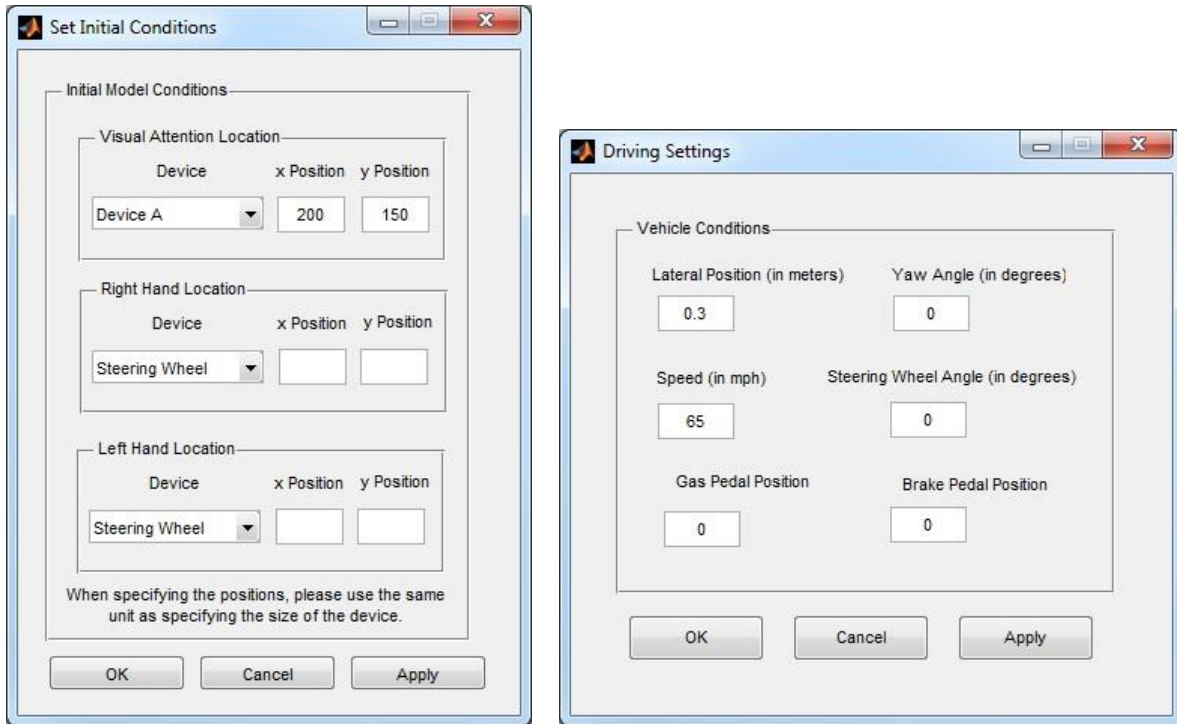 Set Initial Conditions
Initial Model Conditions
Visual Attention Location
Device x Position y Position
Device A 200 150
Right Hand Location
Device x Position y Position
Steering Wheel
Left Hand Location
Device x Position y Position
Steering Wheel
When specifying the positions, please use the same
unit as specifying the size of the device.
OK Cancel Apply
Driving Settings
Vehicle Conditions
Lateral Position (in meters) Yaw Angle (in degrees)
0.3 0
Speed (in mph) Steering Wheel Angle (in degrees)
65 0
Gas Pedal Position Brake Pedal Position
0 0
OK Cancel Apply